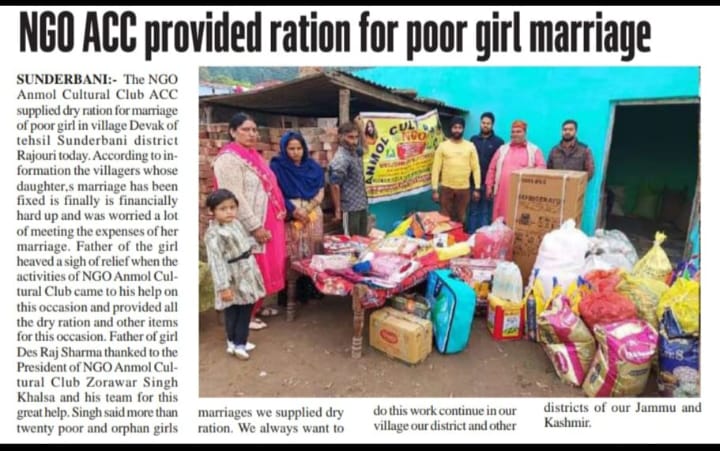 NGO ACC provided ration for poor girl marriage
SUNDERBANI:- The NGO
Anmol Cultural Club ACC
supplied dry ration for marriage
of poor girl in village Devak of
tehsil Sunderbani district
Rajouri today. According to in-
formation the villagers whose
daughter,s marriage has been
fixed is finally is financially
hard up and was worried a lot
of meeting the expenses of her
marriage. Father of the girl
heaved a sigh of relief when the
activities of NGO Anmol Cul-
tural Club came to his help on
this occasion and provided all
the dry ration and other items
for this occasion. Father of girl
Des Raj Sharma thanked to the
President of NGO Anmol Cul-
tural Club Zorawar Singh
Khalsa and his team for this
great help. Singh said more than
twenty poor and orphan girls
marriages we supplied dry
ration. We always want to
do this work continue in our
village our district and other
districts of our Jammu and
Kashmir.
ANMOL CULT
NGO
REFRIGERATOR